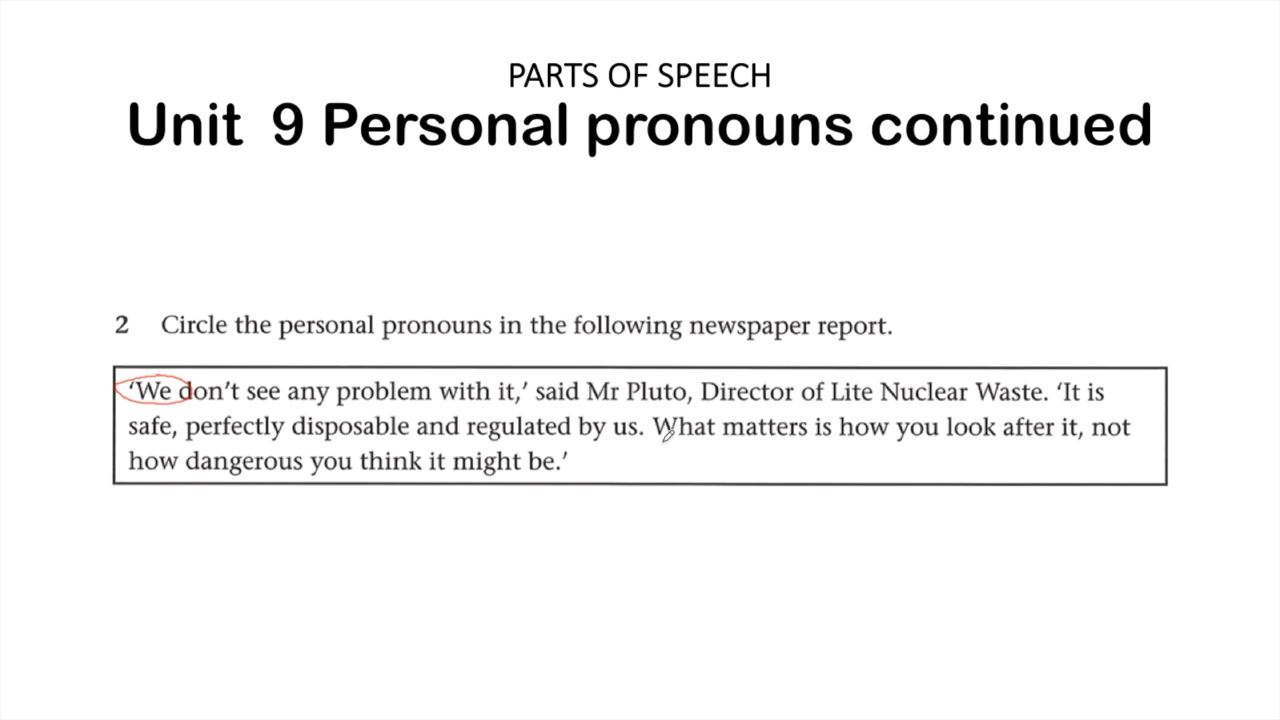 PARTS OF SPEECH
Unit 9 Personal pronouns continued
2 Circle the personal pronouns in the following newspaper report.
‘We don’t see any problem with it,’ said Mr Pluto, Director of Lite Nuclear Waste. ‘It is
safe, perfectly disposable and regulated by us. What matters is how you look after it, not
how dangerous you think it might be.’